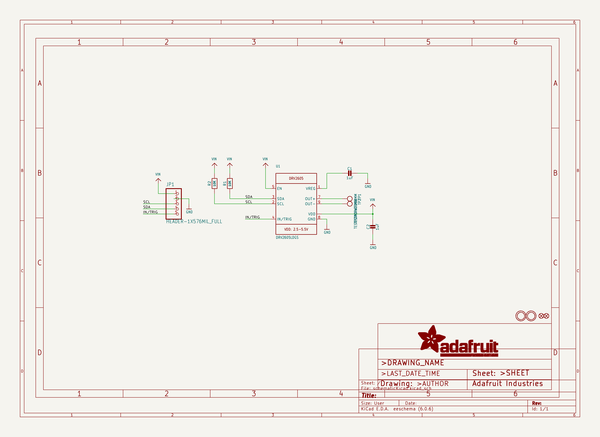 1 2 3 4 5 6
A A
B B
C C
D D
JP1
VIN
SCL
SDA
IN/TRIG
GND
HEADER-1X576MIL_FULL
VIN
VIN
VIN
R2
R1
SDA
SCL
IN/TRIG
U1
DRV2605
EN
SDA
SCL
IN/TRIG
VREG
OUT+
OUT-
VDD
GND
VDD: 2.5-5.5V
GND
GND
VIN
GND
adafruit
>DRAWING_NAME
>LAST_DATE_TIME
Sheet: >SHEET
Drawing: >AUTHOR
Adafruit Industries
Sheet: /
Title:
Size: User
Date:
Rev:
KiCad E.D.A. eeschema (6.0.6)
Id: 1/1
1 2 3 4 5 6